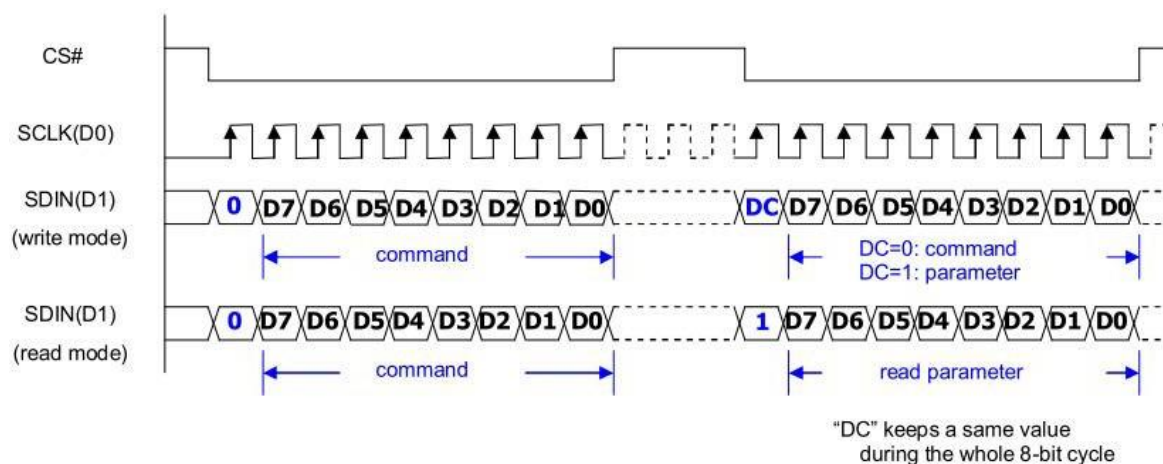 CS#
SCLK(D0)
SDIN(D1)
(write mode)
0 D7 D6 D5 D4 D3 D2 D1 D0
DC D7 D6 D5 D4 D3 D2 D1 D0
command
DC=0: command
DC=1: parameter
SDIN(D1)
(read mode)
0 D7 D6 D5 D4 D3 D2 D1 D0
1 D7 D6 D5 D4 D3 D2 D1 D0
command
read parameter
“DC” keeps a same value
during the whole 8-bit cycle